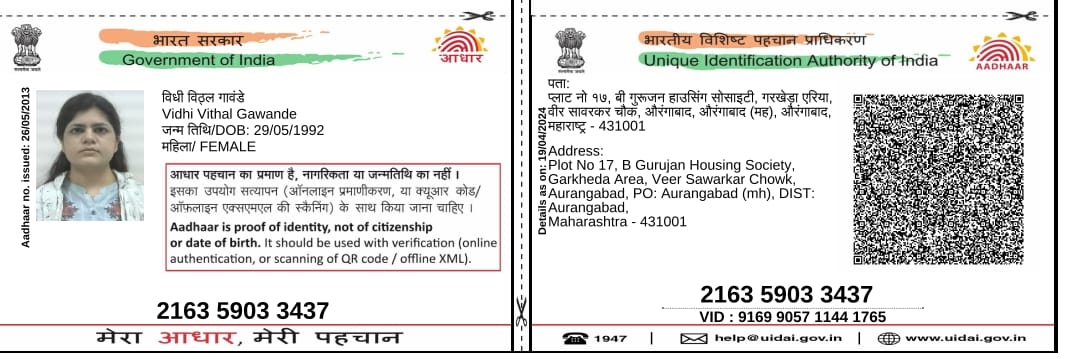 भारत सरकार
Government of India
आधार
Aadhaar no. issued: 26/05/2013
विधी विठ्ठल गावंडे
Vidhi Vithal Gawande
जन्म तिथि/DOB: 29/05/1992
महिला/ FEMALE
आधार पहचान का प्रमाण है, नागरिकता या जन्मतिथि का नहीं ।
इसका उपयोग सत्यापन (ऑनलाइन प्रमाणीकरण, या क्यूआर कोड/
ऑफ़लाइन एक्सएमएल की स्कैनिंग) के साथ किया जाना चाहिए ।
Aadhaar is proof of identity, not of citizenship
or date of birth. It should be used with verification (online
authentication, or scanning of QR code / offline XML).
2163 5903 3437
मेरा आधार, मेरी पहचान
भारतीय विशिष्ट पहचान प्राधिकरण
Unique Identification Authority of India
AADHAAR
Details as on: 19/04/2024
पता:
प्लाट नो १७, बी गुरूजन हाउसिंग सोसाइटी, गरखेड़ा एरिया,
वीर सावरकर चौक, औरंगाबाद, औरंगाबाद (मह), औरंगाबाद,
महाराष्ट्र - 431001
Address:
Plot No 17, B Gurujan Housing Society,
Garkheda Area, Veer Sawarkar Chowk,
Aurangabad, PO: Aurangabad (mh), DIST:
Aurangabad,
Maharashtra - 431001
2163 5903 3437
VID : 9169 9057 1144 1765
1947 | help@uidai.gov.in | www.uidai.gov.in